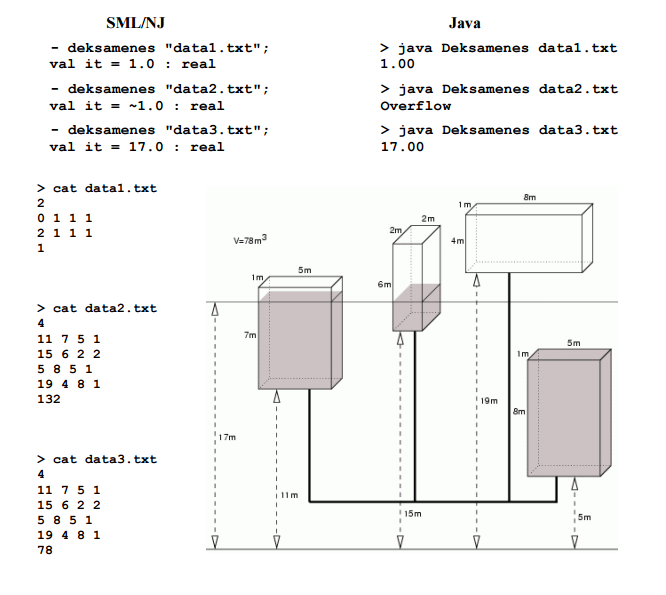 SML/NJ
- deksamenes "data1.txt";
val it = 1.0 : real
- deksamenes "data2.txt";
val it = ~1.0 : real
- deksamenes "data3.txt";
val it = 17.0 : real
Java
> java Deksamenes data1.txt
1.00
> java Deksamenes data2.txt
Overflow
> java Deksamenes data3.txt
17.00
> cat data1.txt
2
0 1 1 1
2 1 1 1
1
> cat data2.txt
4
11 7 5 1
15 6 2 2
5 8 5 1
19 4 8 1
132
> cat data3.txt
4
11 7 5 1
15 6 2 2
5 8 5 1
19 4 8 1
78
V=78m³
1m
5m
7m
2m
2m
6m
1m
8m
4m
1m
5m
8m
17m
11m
15m
19m
5m